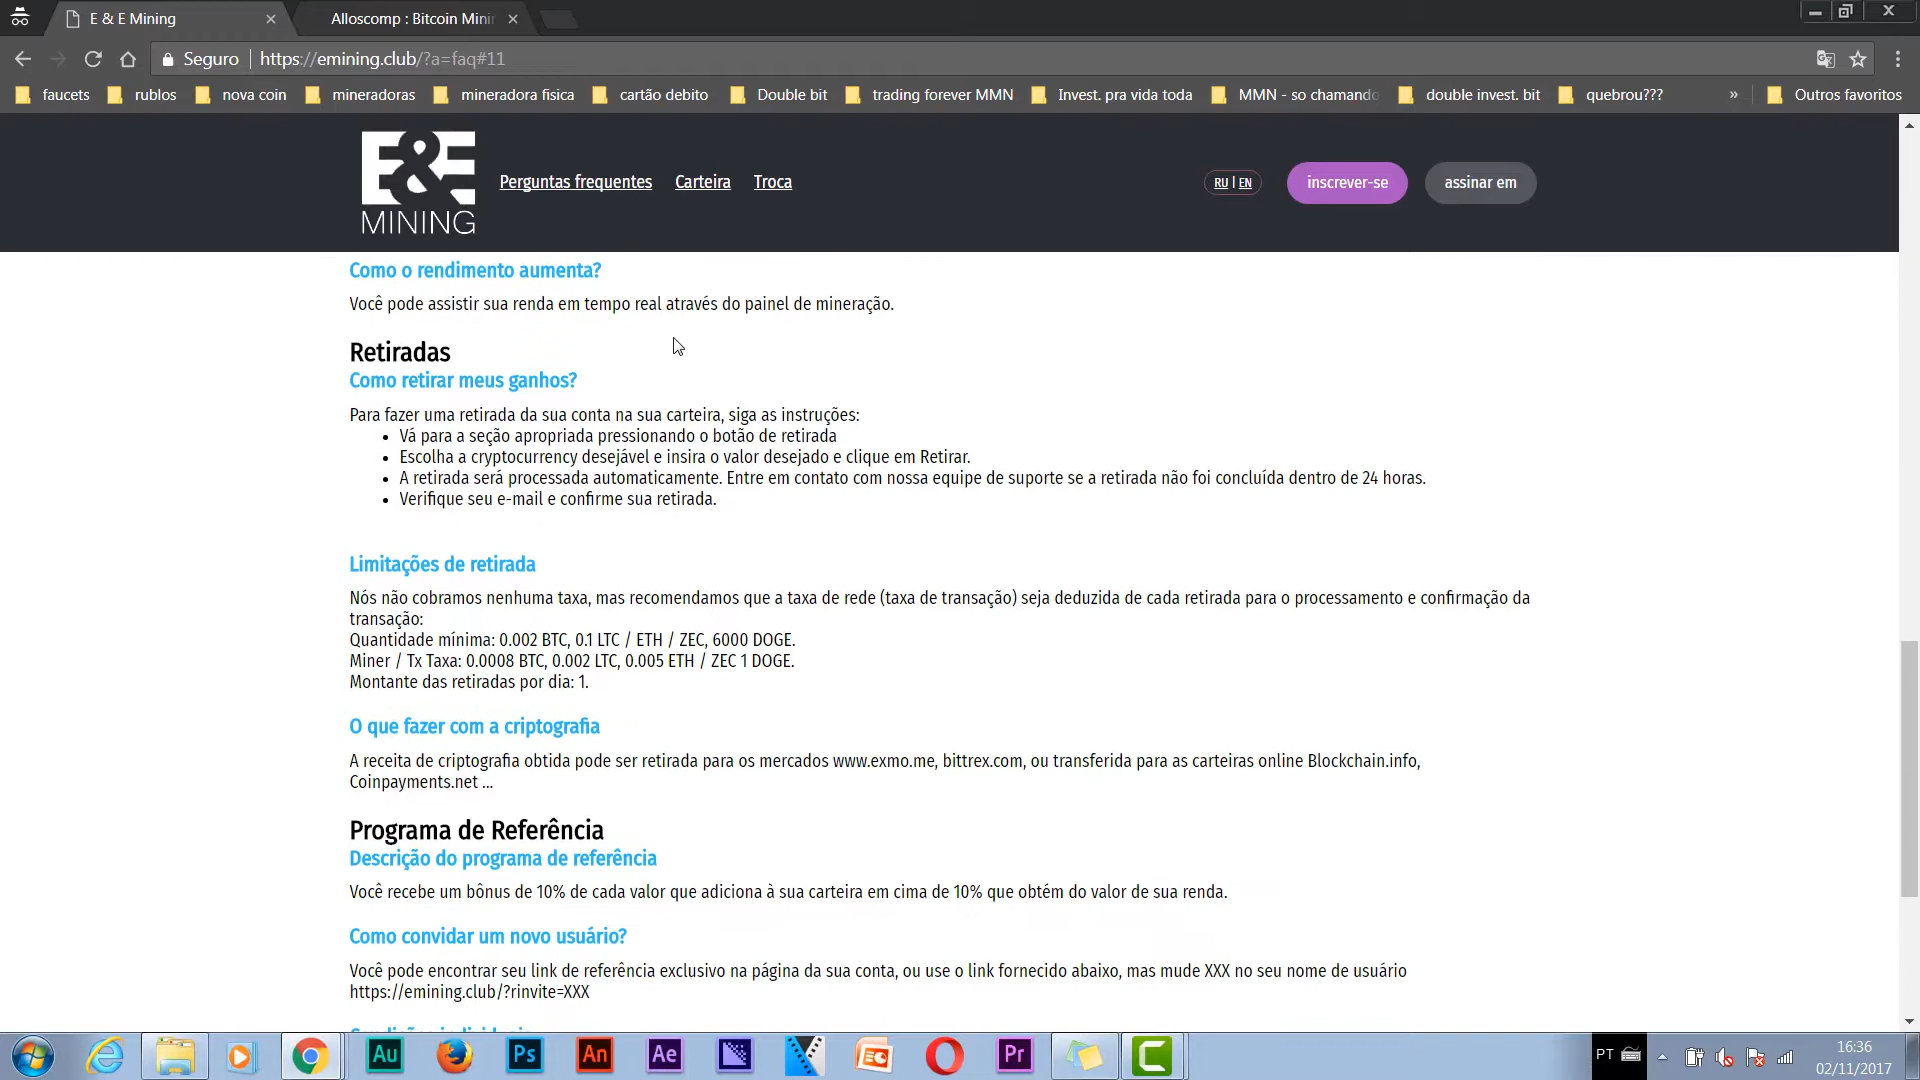 E & E Mining
Alloscomp : Bitcoin Mini
Seguro
https://emining.club/?a=faq#11
faucets
rublos
nova coin
mineradoras
mineradora fisica
cartão debito
Double bit
trading forever MMN
Invest. pra vida toda
MMN - so chamando
double invest. bit
quebrou???
»
Outros favoritos
E&E
MINING
Perguntas frequentes
Carteira
Troca
RU | EN
inscrever-se
assinar em
Como o rendimento aumenta?
Você pode assistir sua renda em tempo real através do painel de mineração.
Retiradas
Como retirar meus ganhos?
Para fazer uma retirada da sua conta na sua carteira, siga as instruções:
• Vá para a seção apropriada pressionando o botão de retirada
• Escolha a cryptocurrency desejável e insira o valor desejado e clique em Retirar.
• A retirada será processada automaticamente. Entre em contato com nossa equipe de suporte se a retirada não foi concluída dentro de 24 horas.
• Verifique seu e-mail e confirme sua retirada.
Limitações de retirada
Nós não cobramos nenhuma taxa, mas recomendamos que a taxa de rede (taxa de transação) seja deduzida de cada retirada para o processamento e confirmação da
transação:
Quantidade mínima: 0.002 BTC, 0.1 LTC / ETH / ZEC, 6000 DOGE.
Miner / Tx Taxa: 0.0008 BTC, 0.002 LTC, 0.005 ETH / ZEC 1 DOGE.
Montante das retiradas por dia: 1.
O que fazer com a criptografia
A receita de criptografia obtida pode ser retirada para os mercados www.exmo.me, bittrex.com, ou transferida para as carteiras online Blockchain.info,
Coinpayments.net ...
Programa de Referência
Descrição do programa de referência
Você recebe um bônus de 10% de cada valor que adiciona à sua carteira em cima de 10% que obtém do valor de sua renda.
Como convidar um novo usuário?
Você pode encontrar seu link de referência exclusivo na página da sua conta, ou use o link fornecido abaixo, mas mude XXX no seu nome de usuário
https://emining.club/?rinvite=XXX
Au
Ps
An
Ae
Pr
PT
16:36
02/11/2017